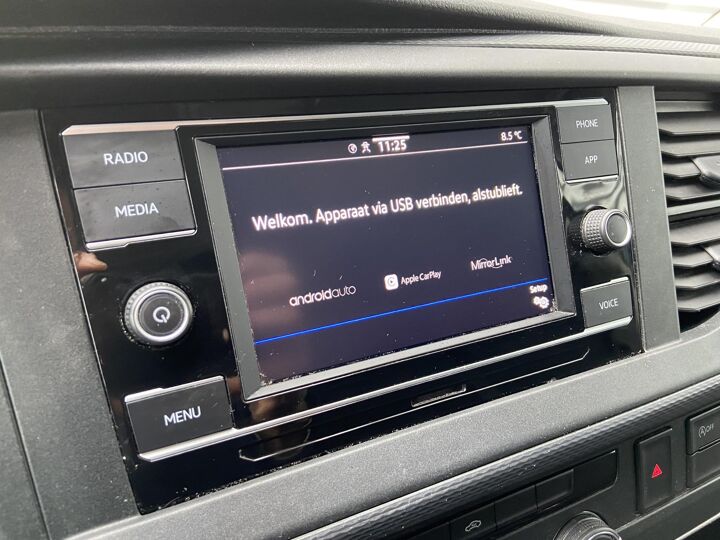 RADIO
MEDIA
MENU
11:25
8.5 °C
Welkom. Apparaat via USB verbinden, alstublieft.
androidauto
Apple CarPlay
MirrorLink
Setup
PHONE
APP
VOICE
OFF